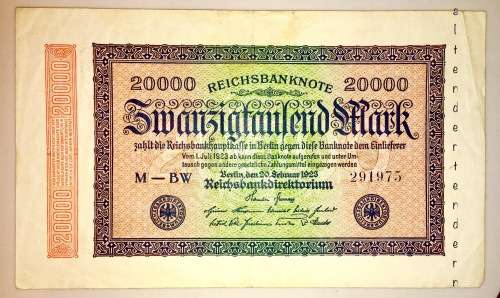 20000 REICHSBANKNOTE 20000
Zwanzigtausend Mark
zahlt die Reichsbankhauptkasse in Berlin gegen diese Banknote dem Einlieferer
Vom 1. Juli 1923 ab kann diese Banknote aufgerufen und unter Um-
tausch gegen andere gesetzliche Zahlungsmittel eingezogen werden
Berlin, den 20. Februar 1923
M-BW 291975
Reichsbankdirektorium
20000 20000
altendertendern